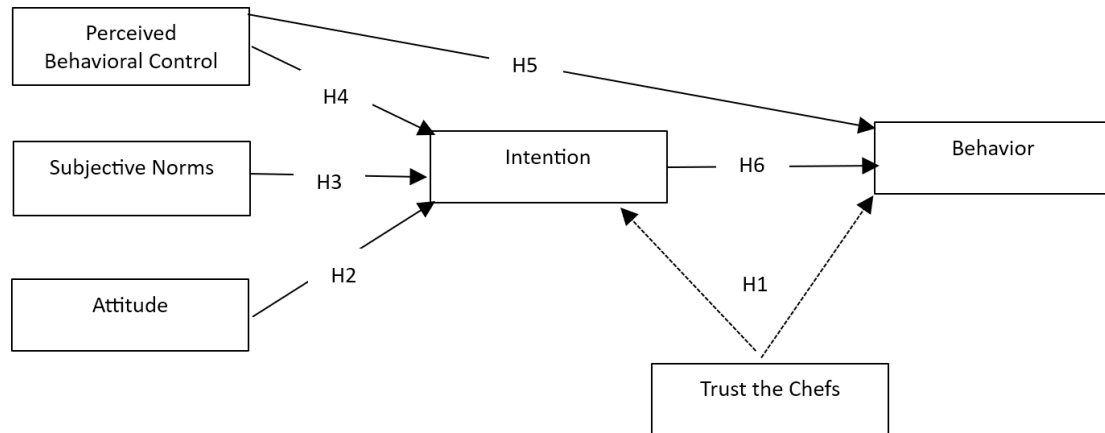 Perceived
Behavioral Control
H5
H4
Intention
Behavior
Subjective Norms
H3
H6
Attitude
H2
H1
Trust the Chefs